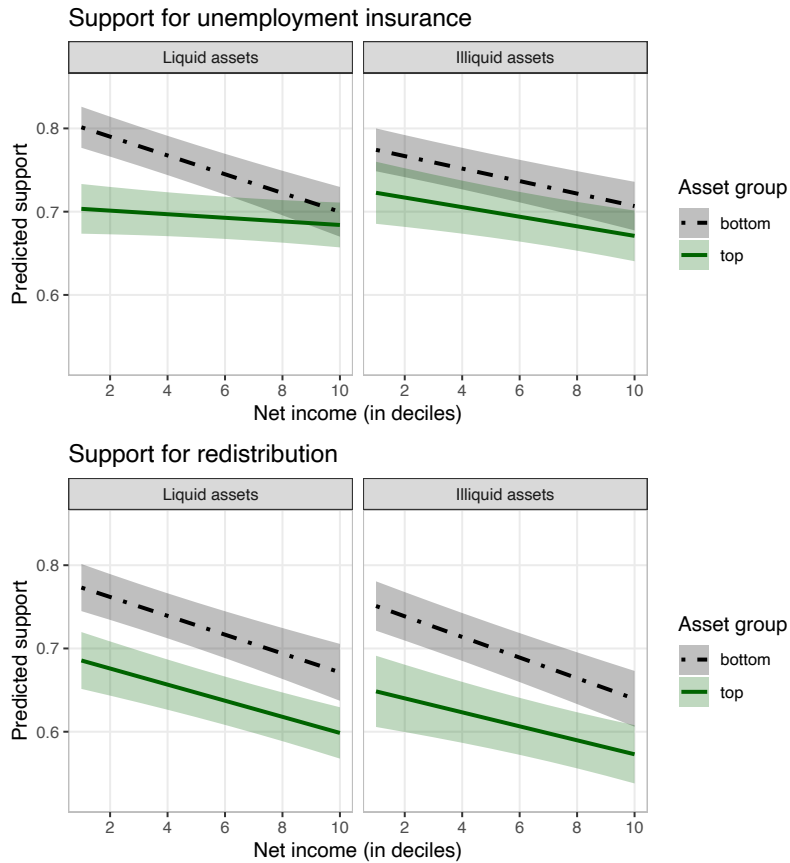 Support for unemployment insurance
Liquid assets
Illiquid assets
Predicted support
0.8
0.7
0.6
2 4 6 8 10
2 4 6 8 10
Net income (in deciles)
Asset group
bottom
top
Support for redistribution
Liquid assets
Illiquid assets
Predicted support
0.8
0.7
0.6
2 4 6 8 10
2 4 6 8 10
Net income (in deciles)
Asset group
bottom
top